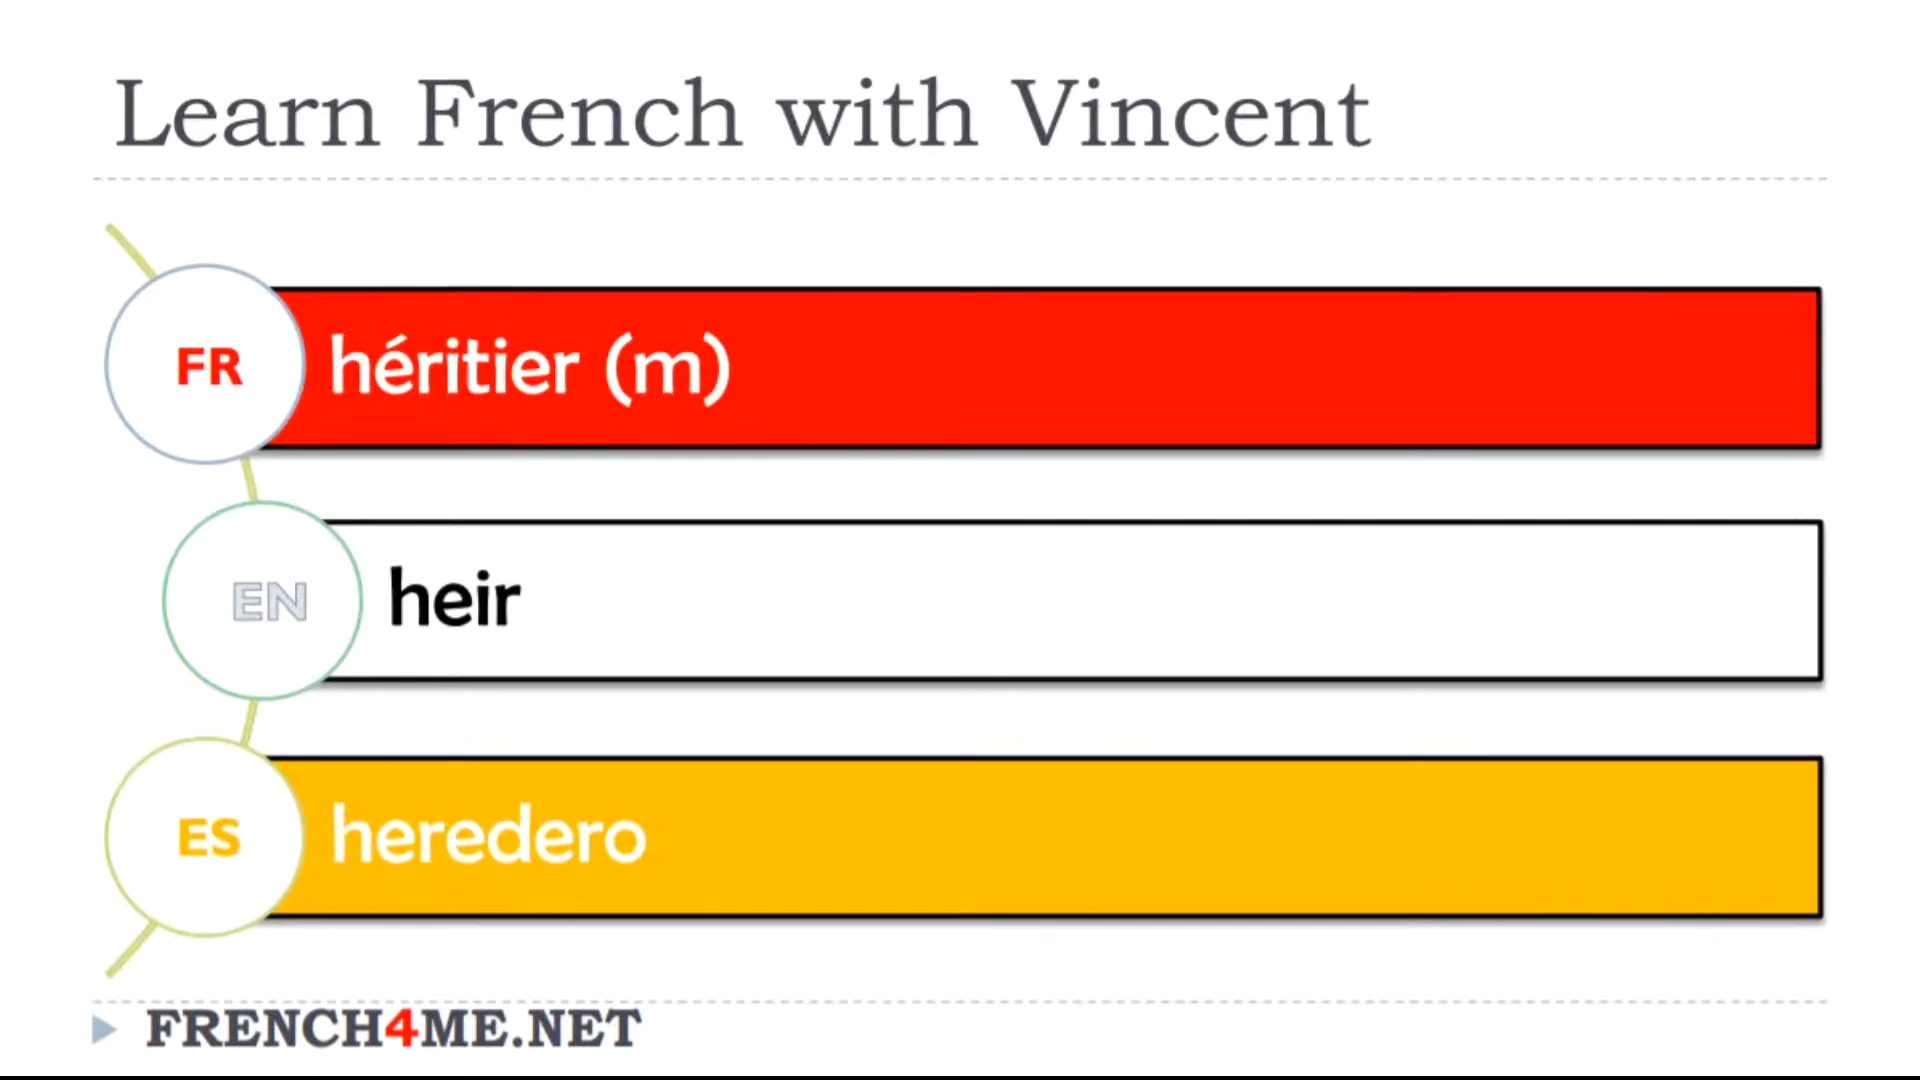 Learn French with Vincent
FR héritier (m)
EN heir
ES heredero
FRENCH4ME.NET